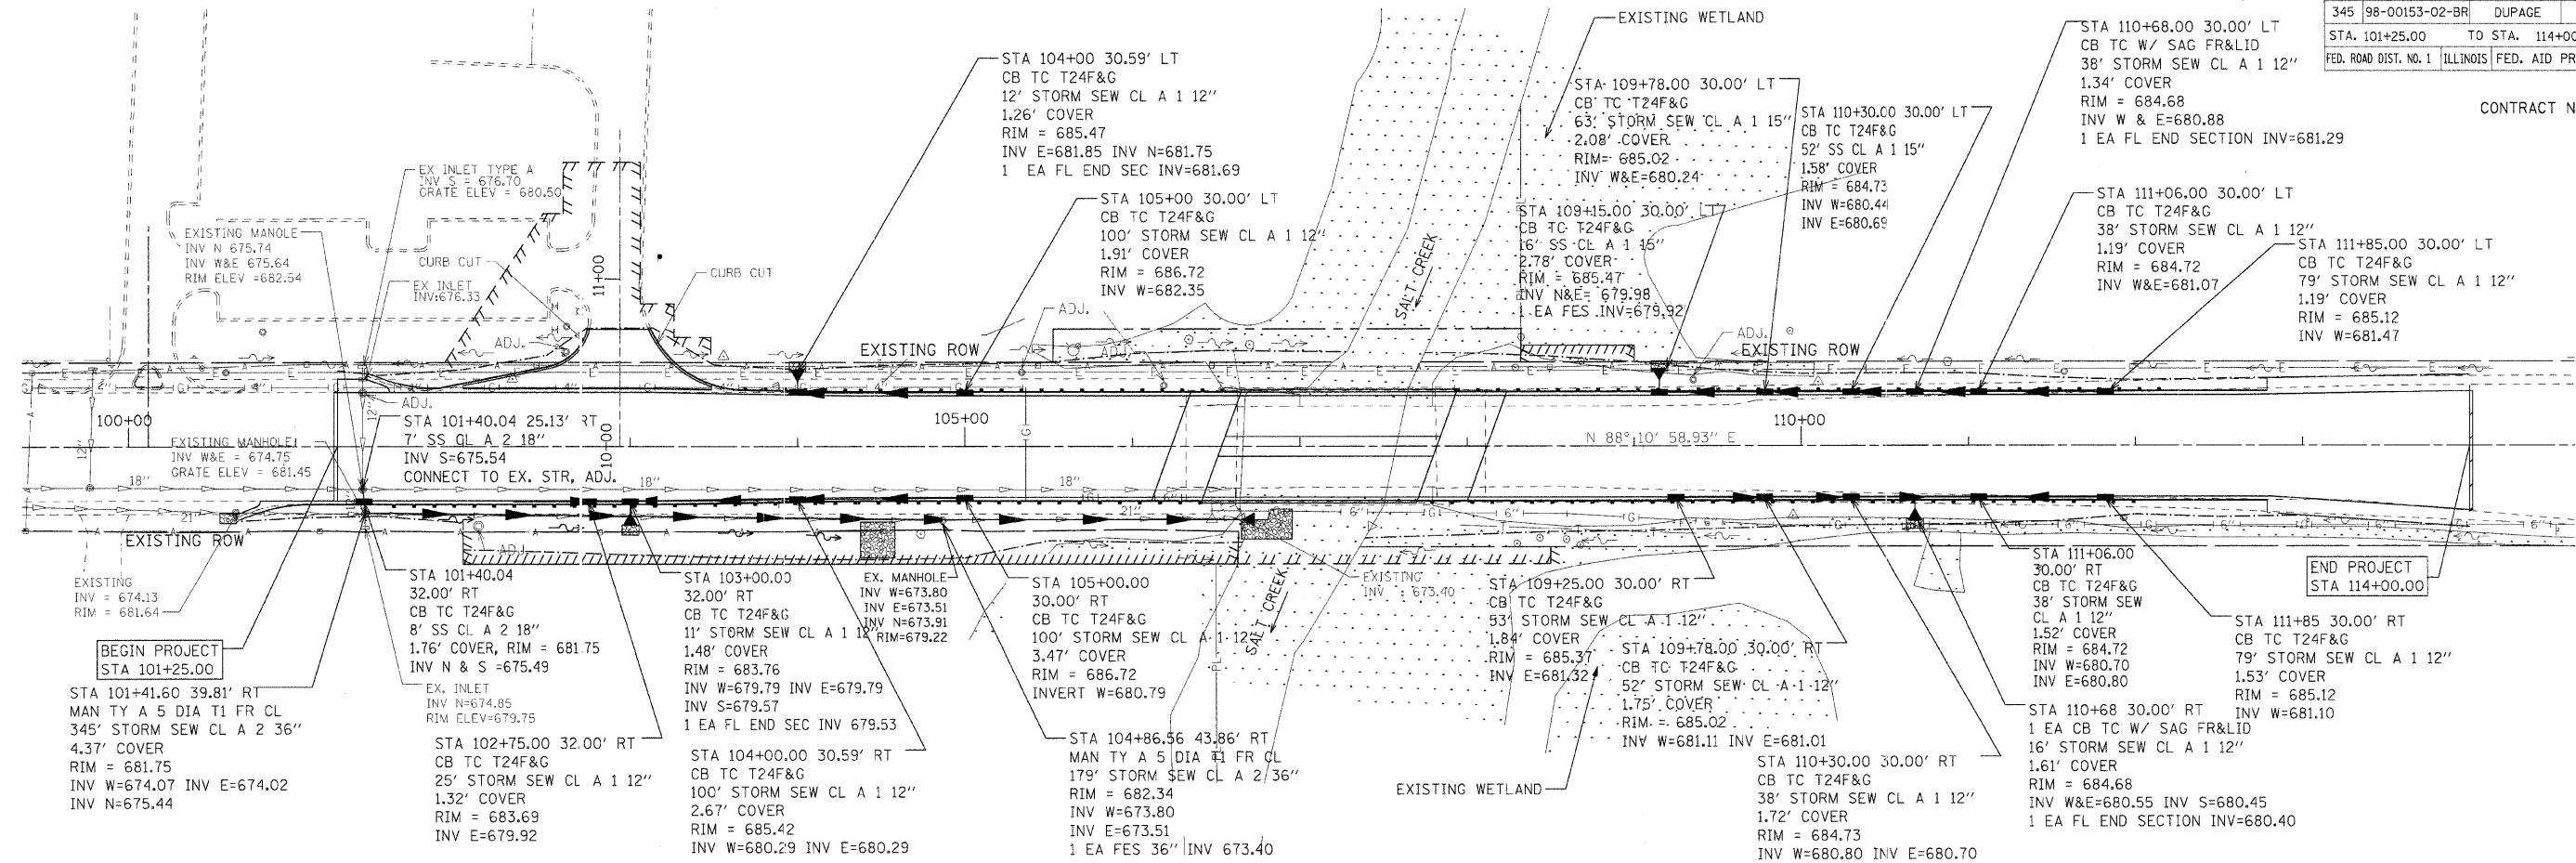 345 98-00153-02-BR DUPAGE
STA. 101+25.00 TO STA. 114+00
FED. ROAD DIST. NO. 1 ILLINOIS FED. AID PR
CONTRACT N
EXISTING WETLAND
STA 104+00 30.59' LT
CB TC T24F&G
12' STORM SEW CL A 1 12"
1.26' COVER
RIM = 685.47
INV E=681.85 INV N=681.75
1 EA FL END SEC INV=681.69
STA 105+00 30.00' LT
CB TC T24F&G
100' STORM SEW CL A 1 12"
1.91' COVER
RIM = 686.72
INV W=682.35
STA 109+78.00 30.00' LT
CB TC T24F&G
63' STORM SEW CL A 1 15"
2.08' COVER
RIM= 685.02
INV W&E=680.24
STA 109+15.00 30.00' LT
CB TC T24F&G
16' SS CL A 1 15"
2.78' COVER
RIM = 685.47
INV N&E= 679.98
1 EA FES INV=679.92
STA 110+30.00 30.00' LT
CB TC T24F&G
52' SS CL A 1 15"
1.58' COVER
RIM = 684.73
INV W=680.44
INV E=680.69
STA 110+68.00 30.00' LT
CB TC W/ SAG FR&LID
38' STORM SEW CL A 1 12"
1.34' COVER
RIM = 684.68
INV W & E=680.88
1 EA FL END SECTION INV=681.29
STA 111+06.00 30.00' LT
CB TC T24F&G
38' STORM SEW CL A 1 12"
1.19' COVER
RIM = 684.72
INV W&E=681.07
STA 111+85.00 30.00' LT
CB TC T24F&G
79' STORM SEW CL A 1 12"
1.19' COVER
RIM = 685.12
INV W=681.47
EX INLET TYPE A
INV S = 676.70
GRATE ELEV = 680.50
EXISTING MANOLE
INV N 675.74
INV W&E 675.64
RIM ELEV =682.54
CURB CUT
EX INLET
INV:676.33
11+00
CURB CUT
ADJ.
ADJ.
ADJ.
ADJ.
SALT CREEK
EXISTING ROW
EXISTING ROW
ADJ.
100+00
105+00
110+00
10+00
N 88° 10' 58.93" E
EXISTING MANHOLE
INV W&E = 674.75
GRATE ELEV = 681.45
STA 101+40.04 25.13' RT
7' SS CL A 2 18"
INV S=675.54
CONNECT TO EX. STR, ADJ.
12"
12"
18"
18"
18"
21"
21"
EXISTING ROW
ADJ
EXISTING
INV = 674.13
RIM = 681.64
BEGIN PROJECT
STA 101+25.00
STA 101+41.60 39.81' RT
MAN TY A 5 DIA T1 FR CL
345' STORM SEW CL A 2 36"
4.37' COVER
RIM = 681.75
INV W=674.07 INV E=674.02
INV N=675.44
STA 101+40.04
32.00' RT
CB TC T24F&G
8' SS CL A 2 18"
1.76' COVER, RIM = 681.75
INV N & S =675.49
EX. INLET
INV N=674.85
RIM ELEV=679.75
STA 102+75.00 32.00' RT
CB TC T24F&G
25' STORM SEW CL A 1 12"
1.32' COVER
RIM = 683.69
INV E=679.92
STA 103+00.00
32.00' RT
CB TC T24F&G
11' STORM SEW CL A 1 12"
1.48' COVER
RIM = 683.76
INV W=679.79 INV E=679.79
INV S=679.57
1 EA FL END SEC INV 679.53
STA 104+00.00 30.59' RT
CB TC T24F&G
100' STORM SEW CL A 1 12"
2.67' COVER
RIM = 685.42
INV W=680.29 INV E=680.29
EX. MANHOLE
INV W=673.80
INV E=673.51
INV N=673.91
RIM=679.22
STA 105+00.00
30.00' RT
CB TC T24F&G
100' STORM SEW CL A 1 12"
3.47' COVER
RIM = 686.72
INVERT W=680.79
STA 104+86.56 43.86' RT
MAN TY A 5 DIA T1 FR CL
179' STORM SEW CL A 2 36"
RIM = 682.34
INV W=673.80
INV E=673.51
1 EA FES 36" INV 673.40
SALT CREEK
EXISTING
INV : 673.40
STA 109+25.00 30.00' RT
CB TC T24F&G
53' STORM SEW CL A 1 12"
1.84' COVER
RIM = 685.37
INV E=681.32
STA 109+78.00 30.00' RT
CB TC T24F&G
52' STORM SEW CL A 1 12"
1.75' COVER
RIM = 685.02
INV W=681.11 INV E=681.01
EXISTING WETLAND
STA 110+30.00 30.00' RT
CB TC T24F&G
38' STORM SEW CL A 1 12"
1.72' COVER
RIM = 684.73
INV W=680.80 INV E=680.70
STA 111+06.00
30.00' RT
CB TC T24F&G
38' STORM SEW
CL A 1 12"
1.52' COVER
RIM = 684.72
INV W=680.70
INV E=680.80
STA 110+68 30.00' RT
1 EA CB TC W/ SAG FR&LID
16' STORM SEW CL A 1 12"
1.61' COVER
RIM = 684.68
INV W&E=680.55 INV S=680.45
1 EA FL END SECTION INV=680.40
STA 111+85 30.00' RT
CB TC T24F&G
79' STORM SEW CL A 1 12"
1.53' COVER
RIM = 685.12
INV W=681.10
END PROJECT
STA 114+00.00